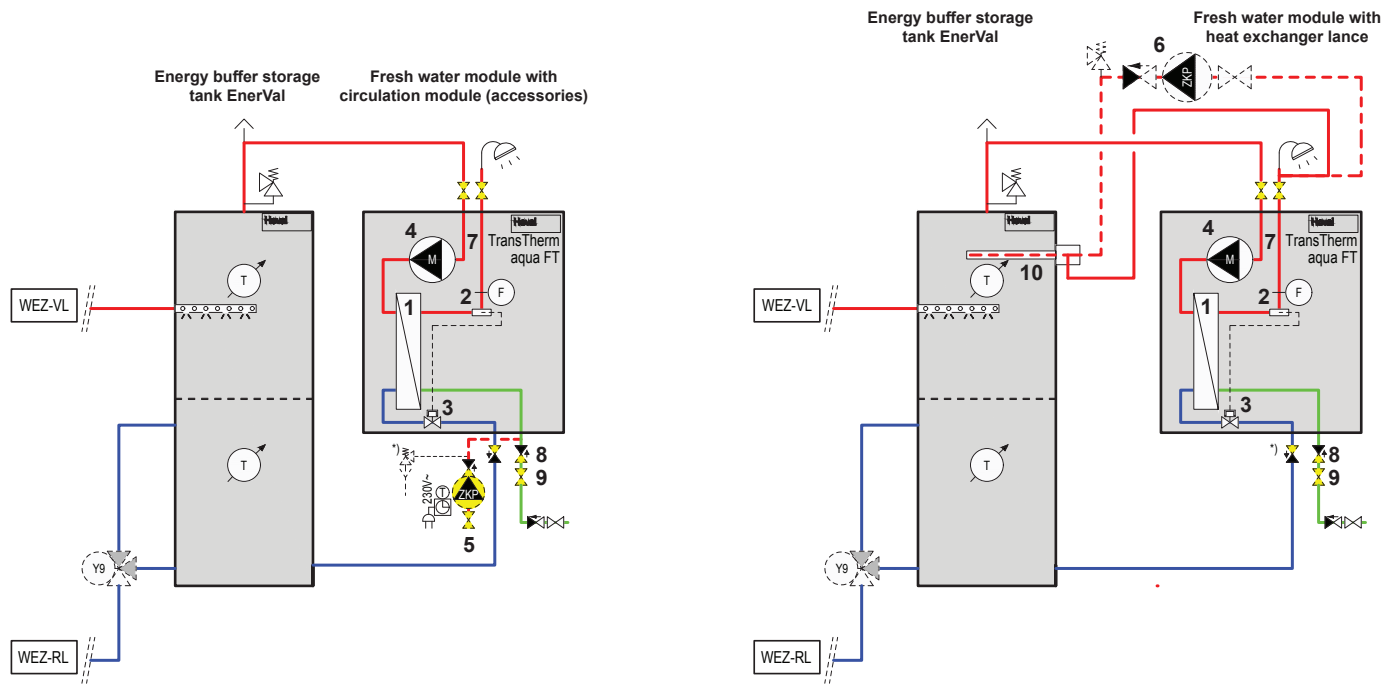 Energy buffer storage
tank EnerVal
Fresh water module with
circulation module (accessories)
Hoval
Hoval
TransTherm
aqua FT
4
7
M
T
2
F
1
WEZ-VL
3
*)
8
230V~
T
ZKP
9
T
5
Y9
WEZ-RL
Energy buffer storage
tank EnerVal
Fresh water module with
heat exchanger lance
6
ZKP
Hoval
Hoval
TransTherm
aqua FT
4
7
M
10
T
2
F
1
WEZ-VL
3
*)
8
9
T
Y9
WEZ-RL